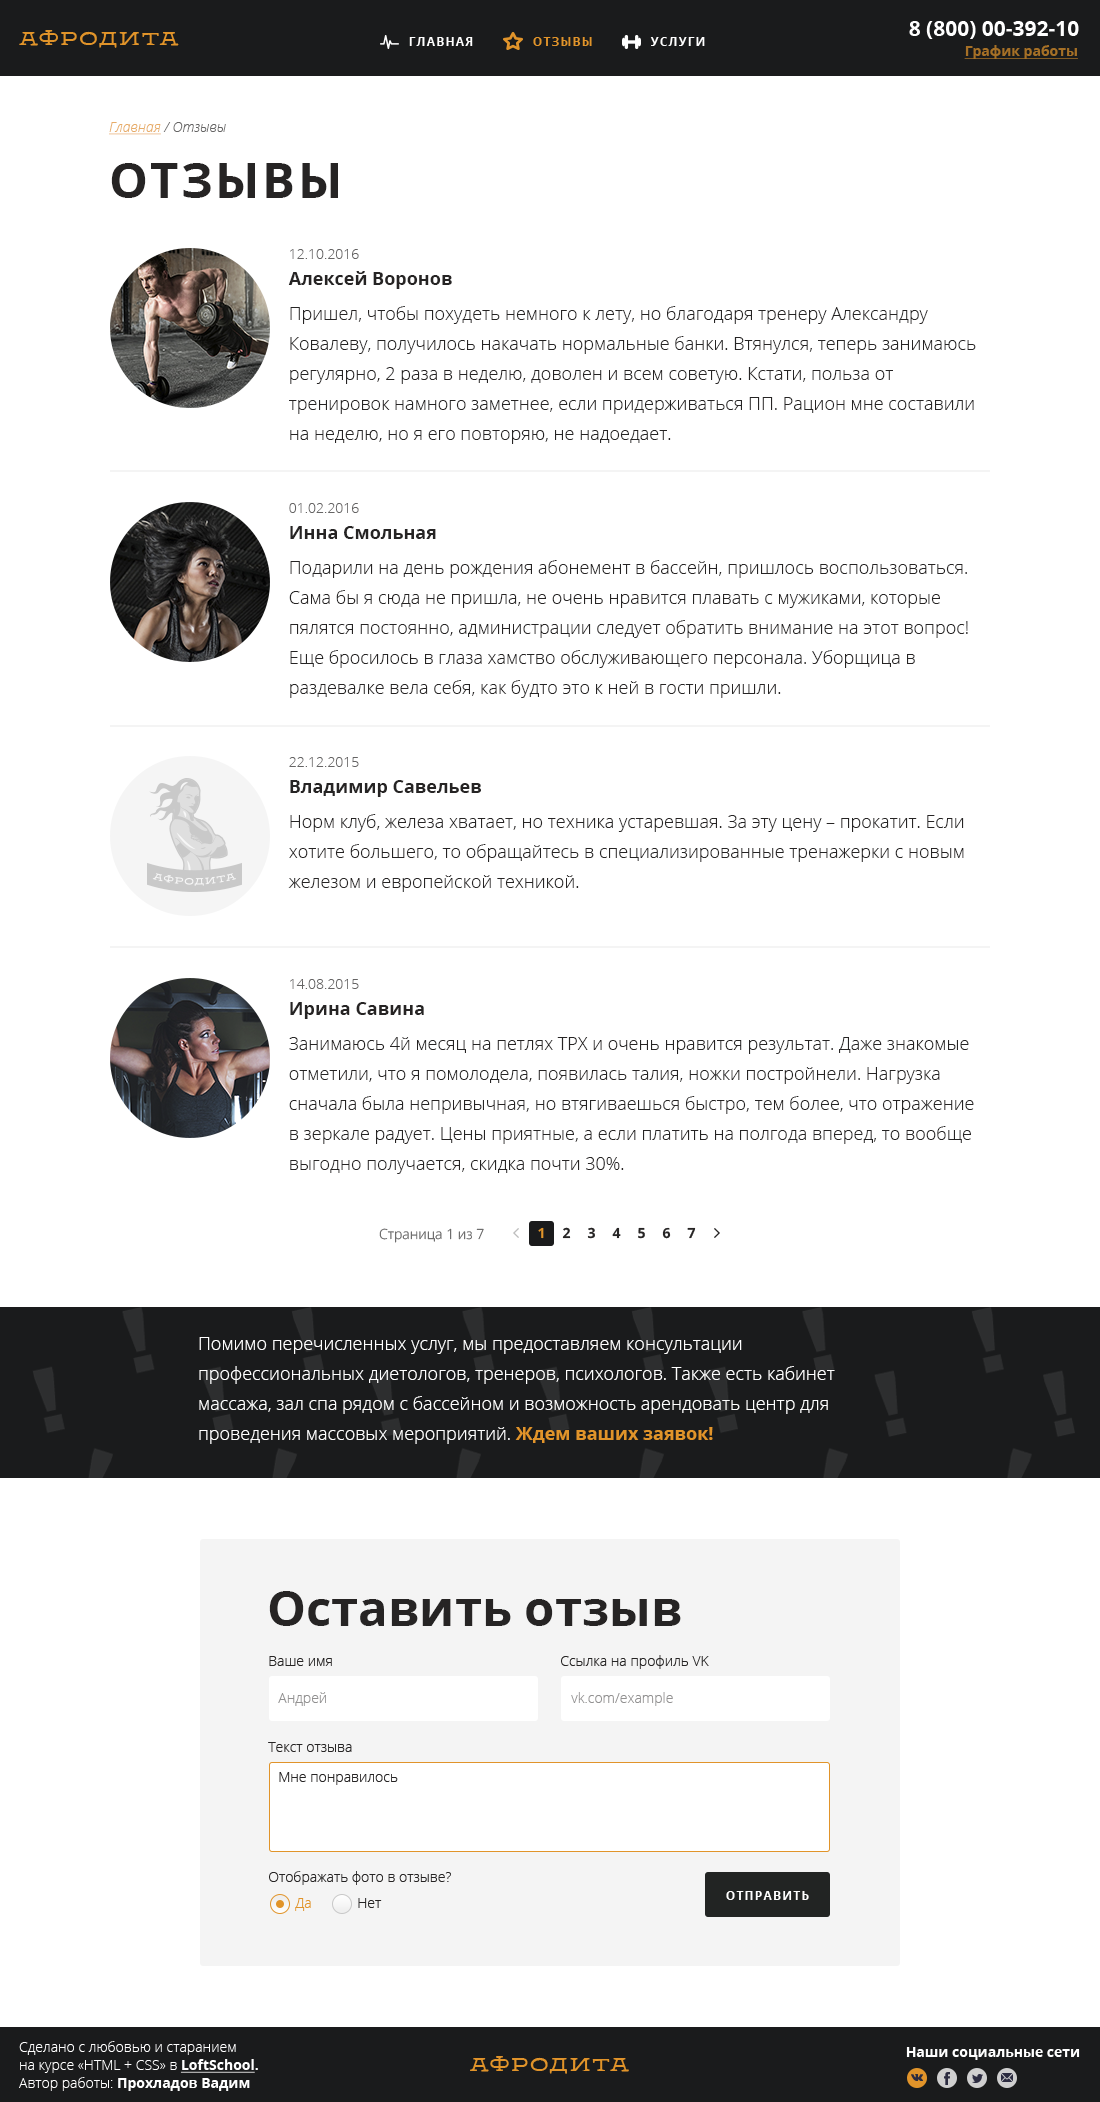 АФРОДИТА
ГЛАВНАЯ
ОТЗЫВЫ
УСЛУГИ
8 (800) 00-392-10
График работы
Главная / Отзывы
ОТЗЫВЫ
12.10.2016
Алексей Воронов
Пришел, чтобы похудеть немного к лету, но благодаря тренеру Александру
Ковалеву, получилось накачать нормальные банки. Втянулся, теперь занимаюсь
регулярно, 2 раза в неделю, доволен и всем советую. Кстати, польза от
тренировок намного заметнее, если придерживаться ПП. Рацион мне составили
на неделю, но я его повторяю, не надоедает.
01.02.2016
Инна Смольная
Подарили на день рождения абонемент в бассейн, пришлось воспользоваться.
Сама бы я сюда не пришла, не очень нравится плавать с мужиками, которые
пялятся постоянно, администрации следует обратить внимание на этот вопрос!
Еще бросилось в глаза хамство обслуживающего персонала. Уборщица в
раздевалке вела себя, как будто это к ней в гости пришли.
АФРОДИТА
22.12.2015
Владимир Савельев
Норм клуб, железа хватает, но техника устаревшая. За эту цену – прокатит. Если
хотите большего, то обращайтесь в специализированные тренажерки с новым
железом и европейской техникой.
14.08.2015
Ирина Савина
Занимаюсь 4й месяц на петлях ТРХ и очень нравится результат. Даже знакомые
отметили, что я помолодела, появилась талия, ножки постройнели. Нагрузка
сначала была непривычная, но втягиваешься быстро, тем более, что отражение
в зеркале радует. Цены приятные, а если платить на полгода вперед, то вообще
выгодно получается, скидка почти 30%.
Страница 1 из 7 < 1 2 3 4 5 6 7 >
Помимо перечисленных услуг, мы предоставляем консультации
профессиональных диетологов, тренеров, психологов. Также есть кабинет
массажа, зал спа рядом с бассейном и возможность арендовать центр для
проведения массовых мероприятий. Ждем ваших заявок!
Оставить отзыв
Ваше имя
Ссылка на профиль VK
Андрей
vk.com/example
Текст отзыва
Мне понравилось
Отображать фото в отзыве?
Да
Нет
ОТПРАВИТЬ
Сделано с любовью и старанием
на курсе «HTML + CSS» в LoftSchool.
Автор работы: Прохладов Вадим
АФРОДИТА
Наши социальные сети